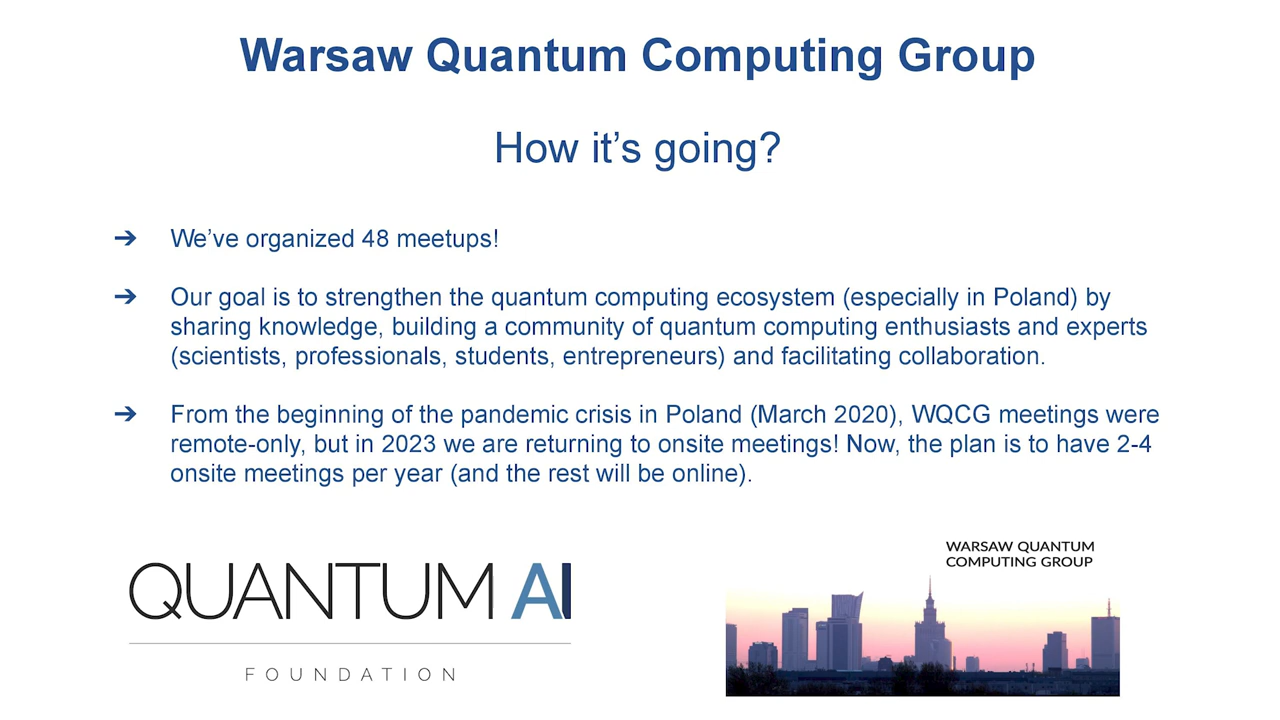 Warsaw Quantum Computing Group
How it’s going?
➔ We’ve organized 48 meetups!
➔ Our goal is to strengthen the quantum computing ecosystem (especially in Poland) by
sharing knowledge, building a community of quantum computing enthusiasts and experts
(scientists, professionals, students, entrepreneurs) and facilitating collaboration.
➔ From the beginning of the pandemic crisis in Poland (March 2020), WQCG meetings were
remote-only, but in 2023 we are returning to onsite meetings! Now, the plan is to have 2-4
onsite meetings per year (and the rest will be online).
QUANTUM AI
FOUNDATION
WARSAW QUANTUM
COMPUTING GROUP